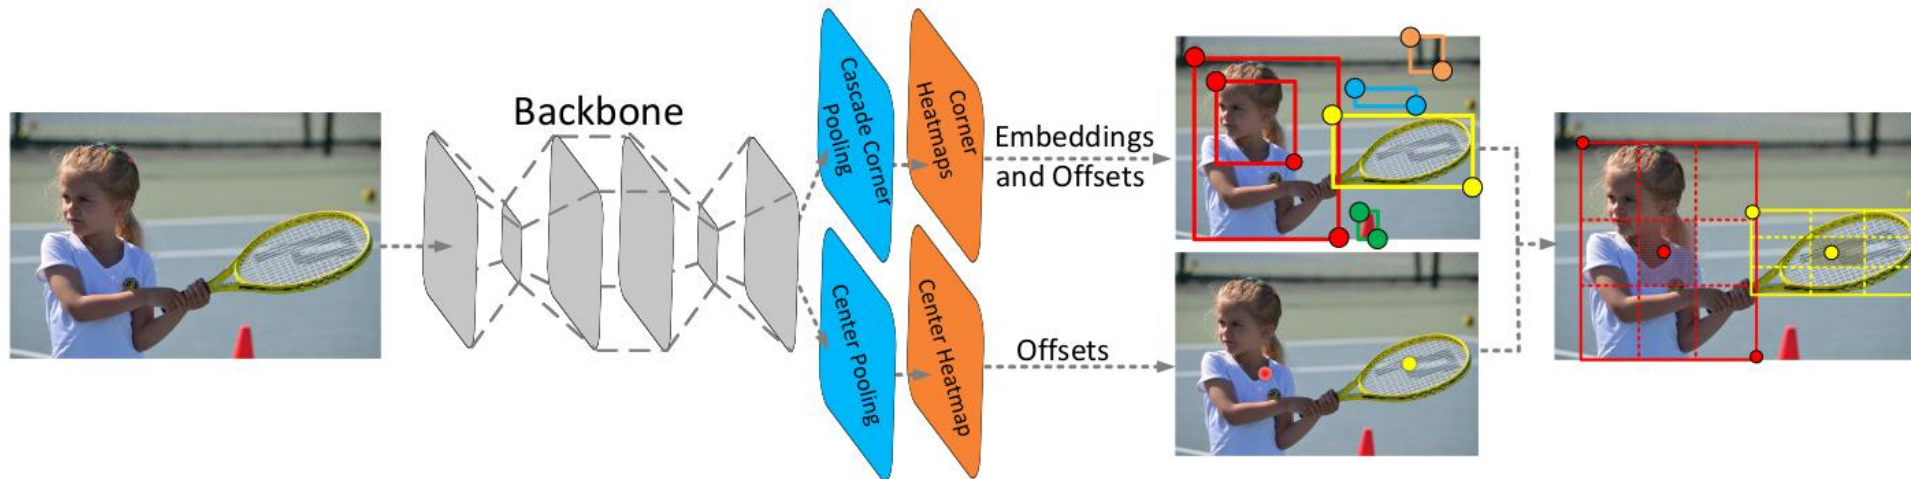 Backbone
Cascade Corner
Pooling
Corner
Heatmaps
Embeddings
and Offsets
Center Pooling
Center Heatmap
Offsets